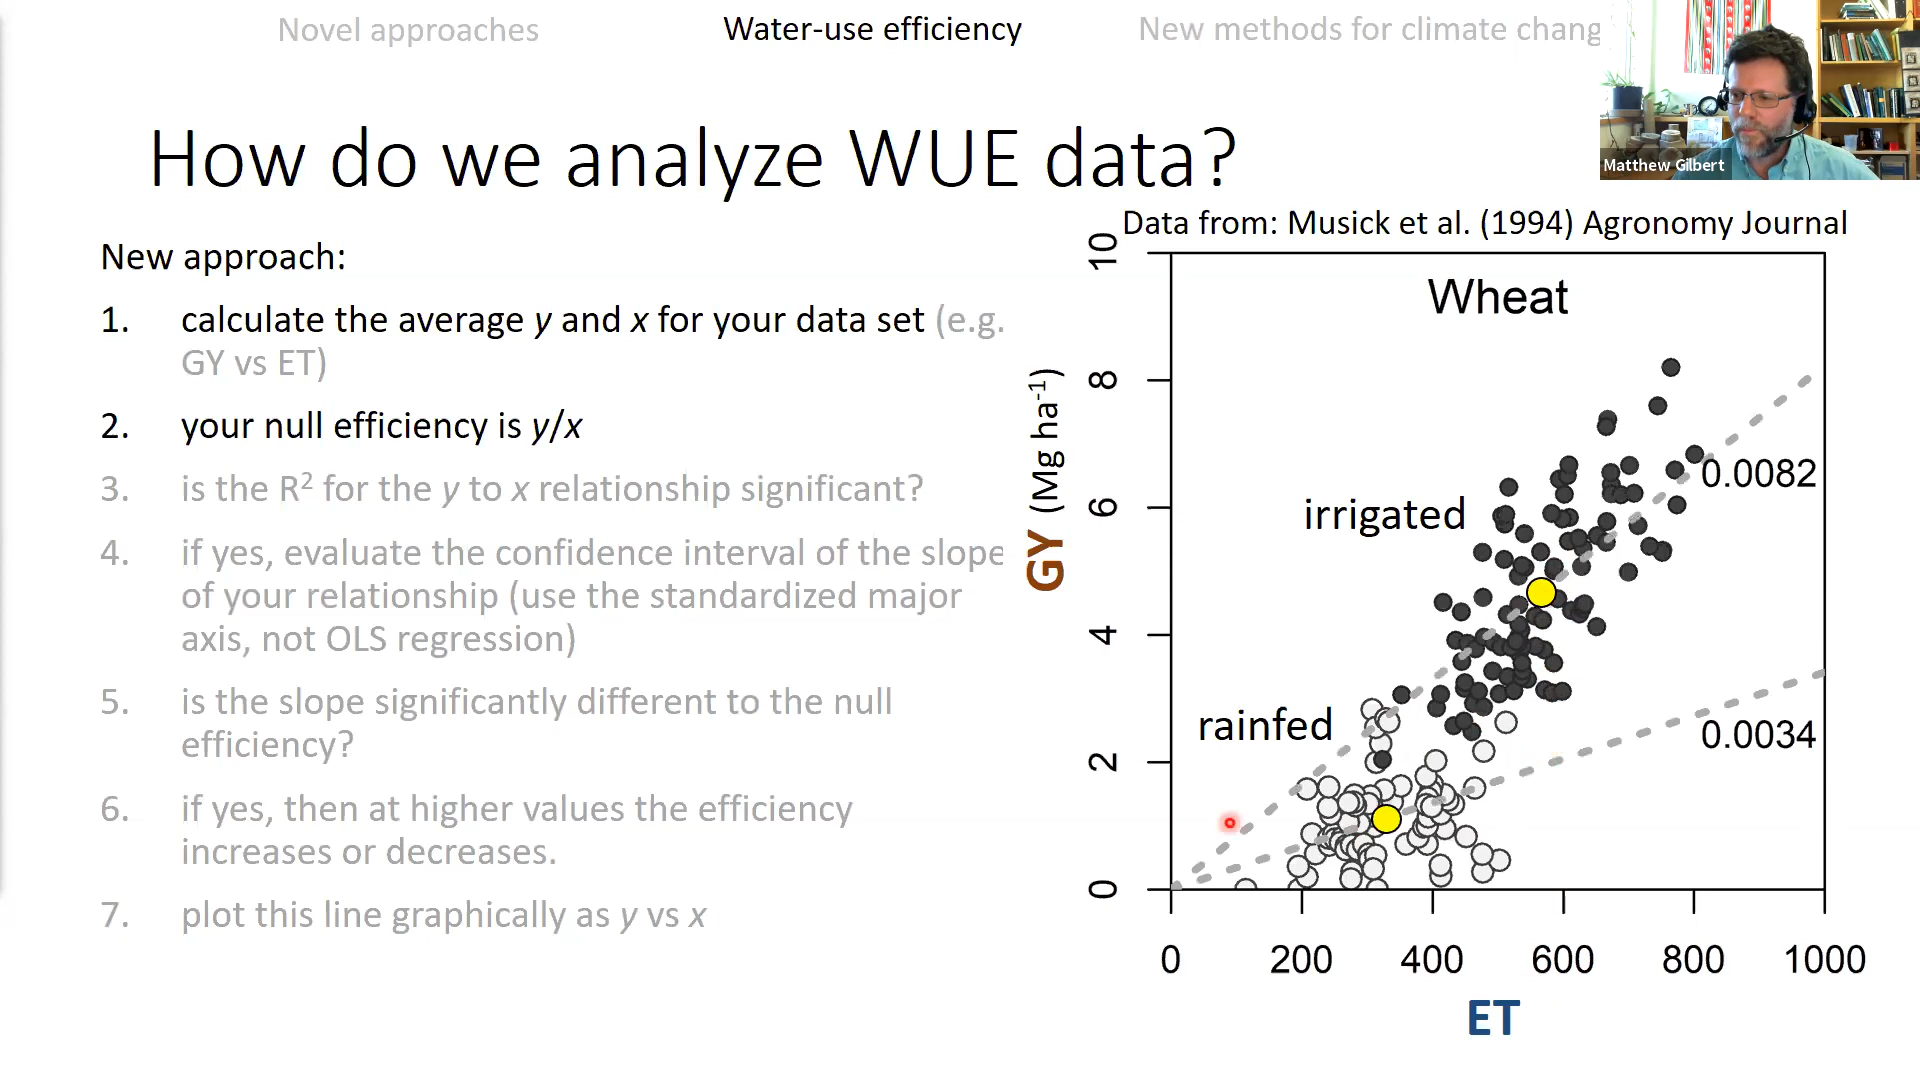 Novel approaches
Water-use efficiency
New methods for climate chang
Matthew Gilbert
How do we analyze WUE data?
New approach:
1. calculate the average y and x for your data set (e.g.
GY vs ET)
2. your null efficiency is y/x
3. is the R² for the y to x relationship significant?
4. if yes, evaluate the confidence interval of the slope
of your relationship (use the standardized major
axis, not OLS regression)
5. is the slope significantly different to the null
efficiency?
6. if yes, then at higher values the efficiency
increases or decreases.
7. plot this line graphically as y vs x
Data from: Musick et al. (1994) Agronomy Journal
Wheat
irrigated
rainfed
0.0082
0.0034
GY (Mg ha⁻¹)
10
8
6
4
2
0
0 200 400 600 800 1000
ET